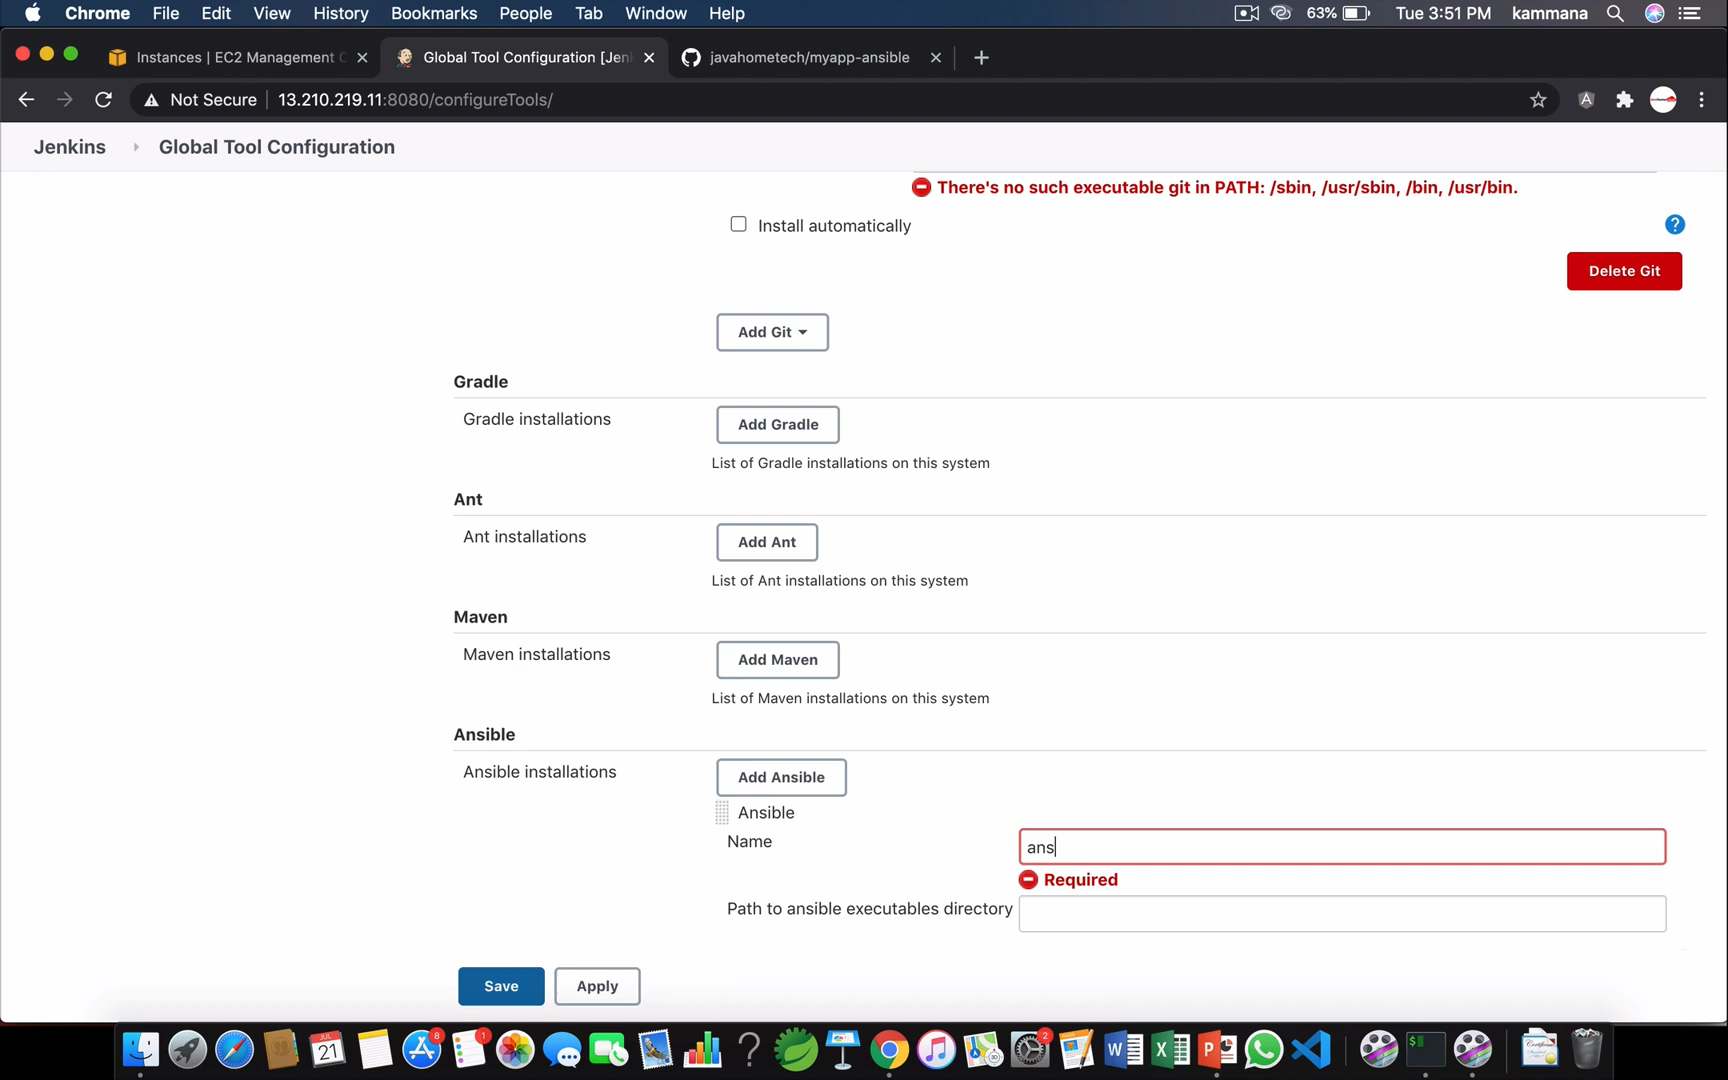 Chrome File Edit View History Bookmarks People Tab Window Help 63% Tue 3:51 PM kammana
Instances | EC2 Management C Global Tool Configuration [Jen javahometech/myapp-ansible
Not Secure 13.210.219.11:8080/configureTools/
Jenkins Global Tool Configuration
There's no such executable git in PATH: /sbin, /usr/sbin, /bin, /usr/bin.
Install automatically ?
Delete Git
Add Git
Gradle
Gradle installations Add Gradle
List of Gradle installations on this system
Ant
Ant installations Add Ant
List of Ant installations on this system
Maven
Maven installations Add Maven
List of Maven installations on this system
Ansible
Ansible installations Add Ansible
Ansible
Name ans
Required
Path to ansible executables directory
Save Apply
JUL 21 8 1 2